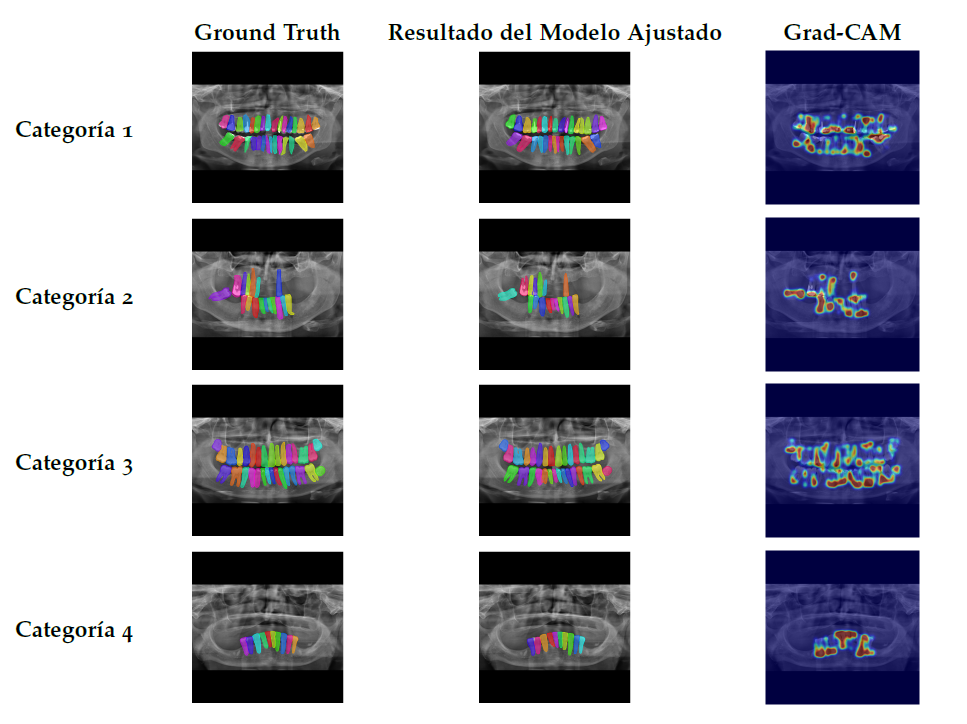 Ground Truth Resultado del Modelo Ajustado Grad-CAM
Categoría 1
Categoría 2
Categoría 3
Categoría 4